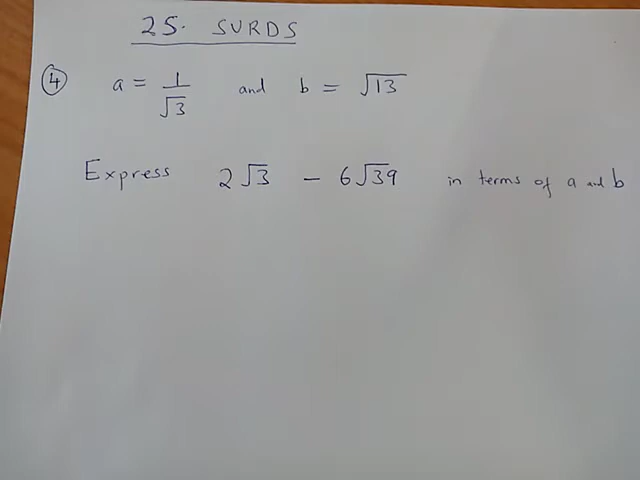 25. SURDS
④ a = 1/√3 and b = √13
Express 2√3 - 6√39 in terms of a and b